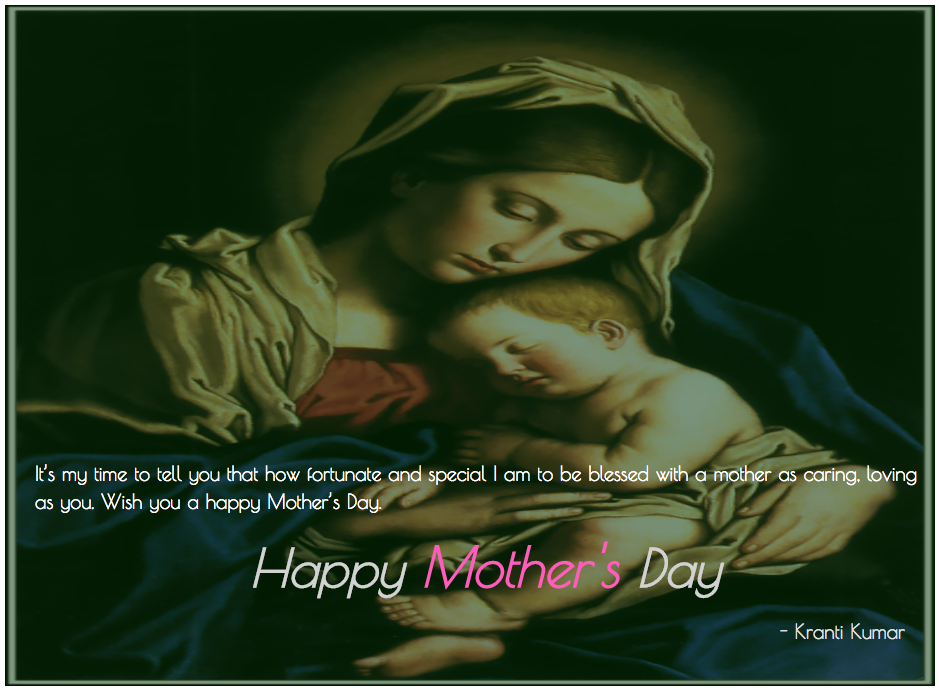 It's my time to tell you that how fortunate and special I am to be blessed with a mother as caring, loving
as you. Wish you a happy Mother's Day.
Happy Mother's Day
- Kranti Kumar